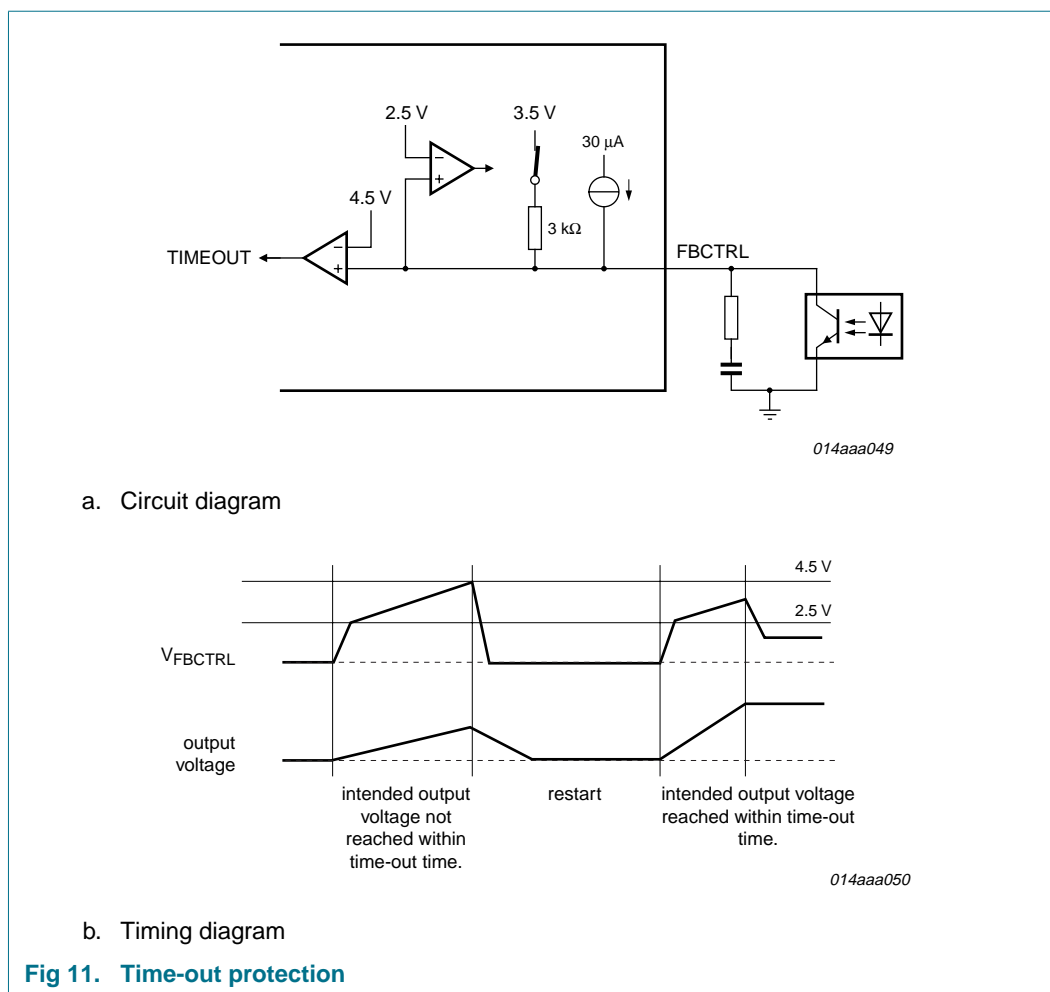 2.5 V
3.5 V
30 μA
4.5 V
3 kΩ
TIMEOUT
FBCTRL
014aaa049
a. Circuit diagram
4.5 V
2.5 V
VFBCTRL
output
voltage
intended output
voltage not
reached within
time-out time.
restart
intended output voltage
reached within time-out
time.
014aaa050
b. Timing diagram
Fig 11. Time-out protection